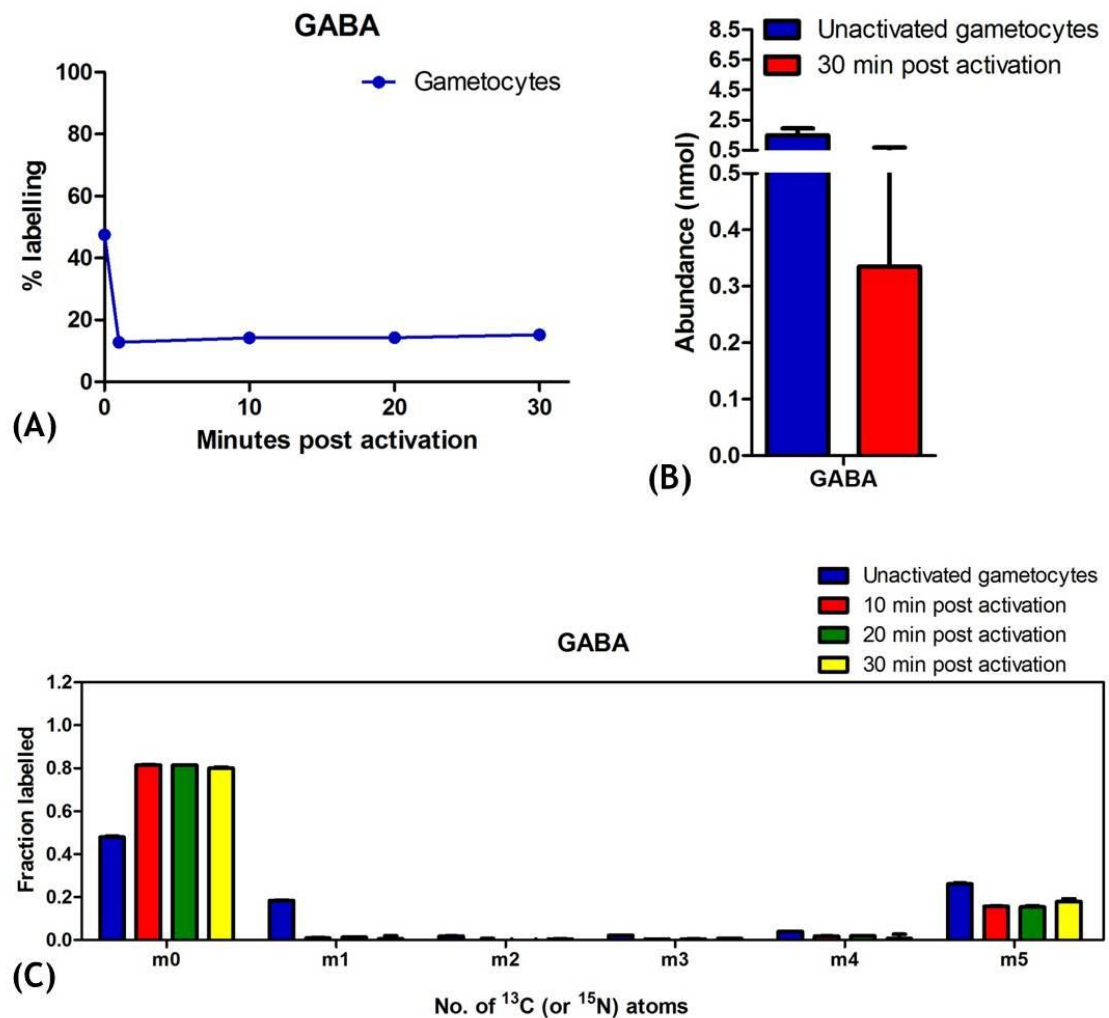 GABA
100
80
60
40
20
0
% labelling
Gametocytes
0 10 20 30
Minutes post activation
(A)
Unactivated gametocytes
30 min post activation
8.5
6.5
4.5
2.5
0.5
0.5
0.4
0.3
0.2
0.1
0.0
Abundance (nmol)
GABA
(B)
Unactivated gametocytes
10 min post activation
20 min post activation
30 min post activation
GABA
1.2
1.0
0.8
0.6
0.4
0.2
0.0
Fraction labelled
m0 m1 m2 m3 m4 m5
(C)
No. of ¹³C (or ¹⁵N) atoms